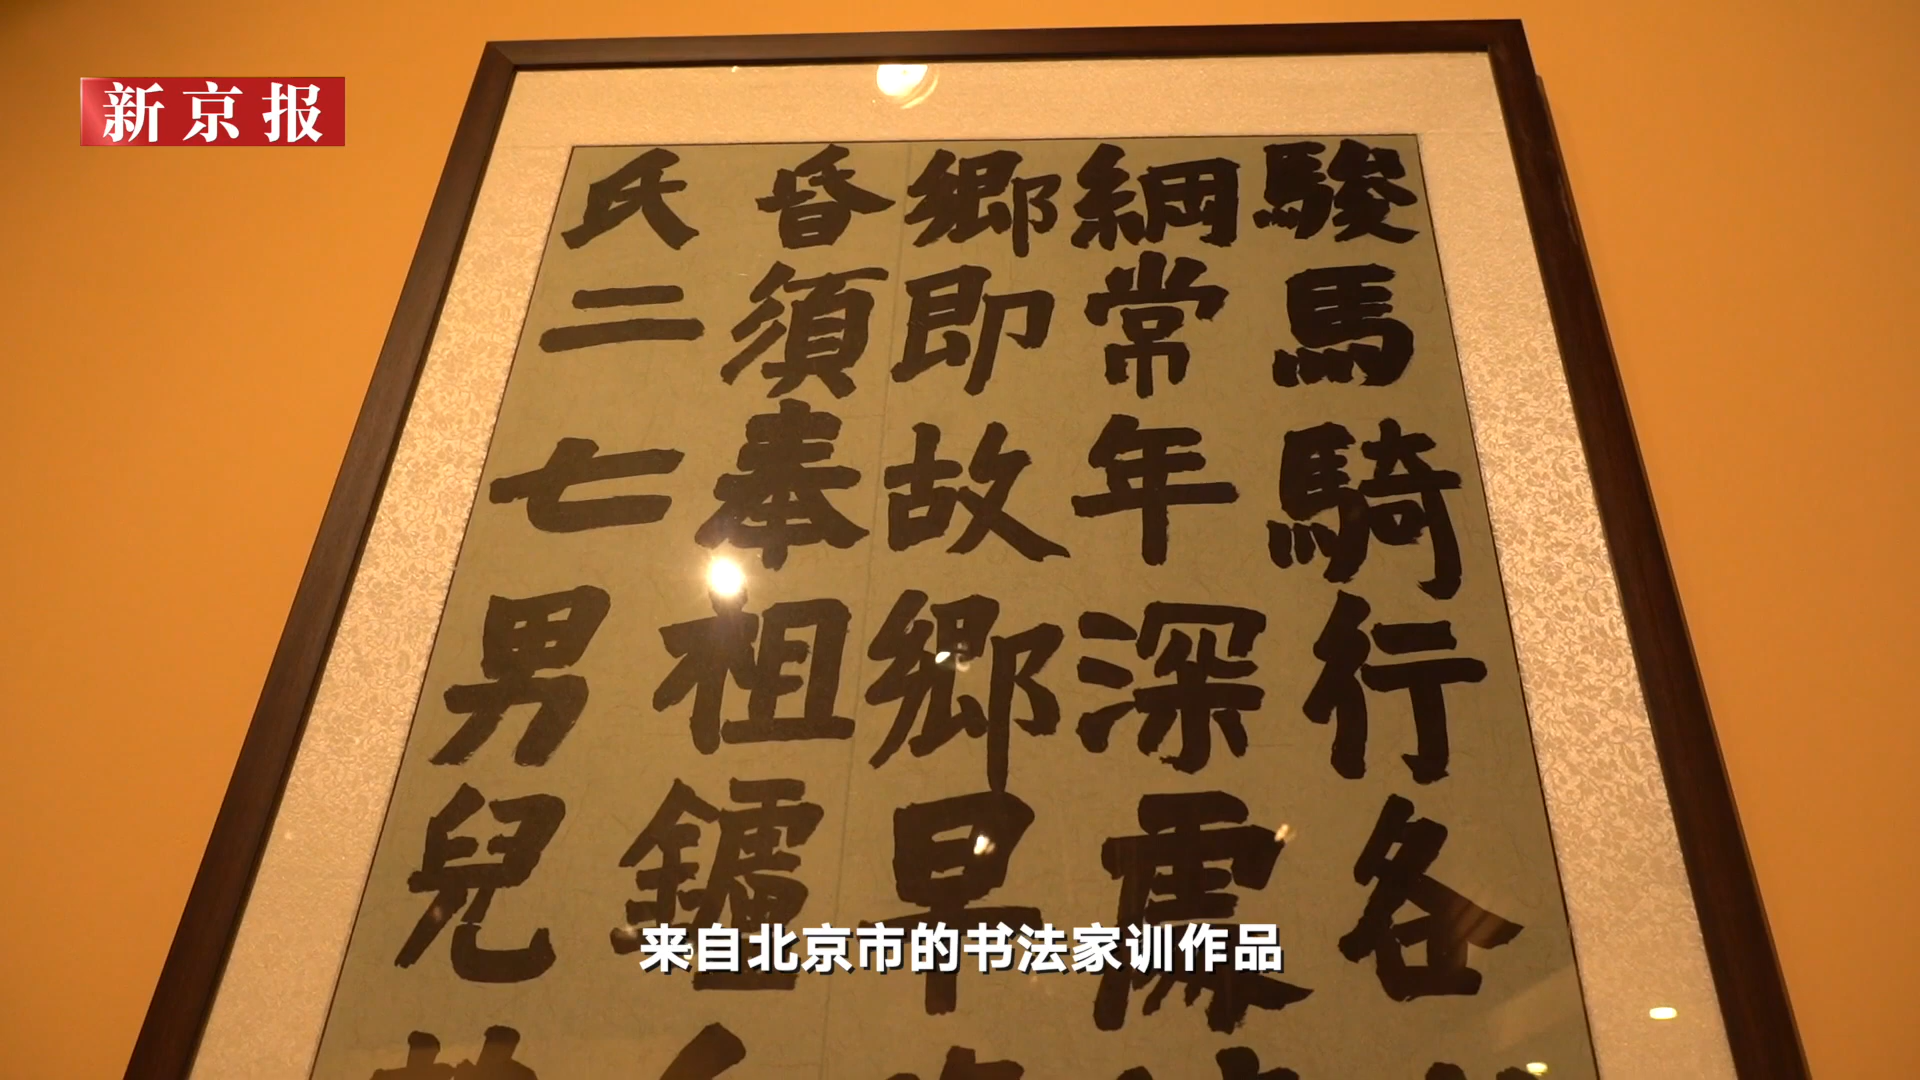 新京报
駿馬騎行各
綱常年深處
鄉即故鄉早
昏須奉祖鑪
氏二七男兒
来自北京市的书法家训作品